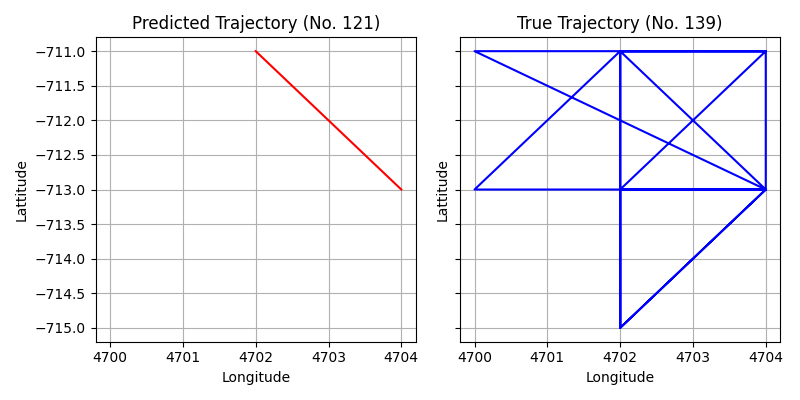 Predicted Trajectory (No. 121)
True Trajectory (No. 139)
Lattitude
−711.0
−711.5
−712.0
−712.5
−713.0
−713.5
−714.0
−714.5
−715.0
4700 4701 4702 4703 4704
Longitude
Lattitude
4700 4701 4702 4703 4704
Longitude